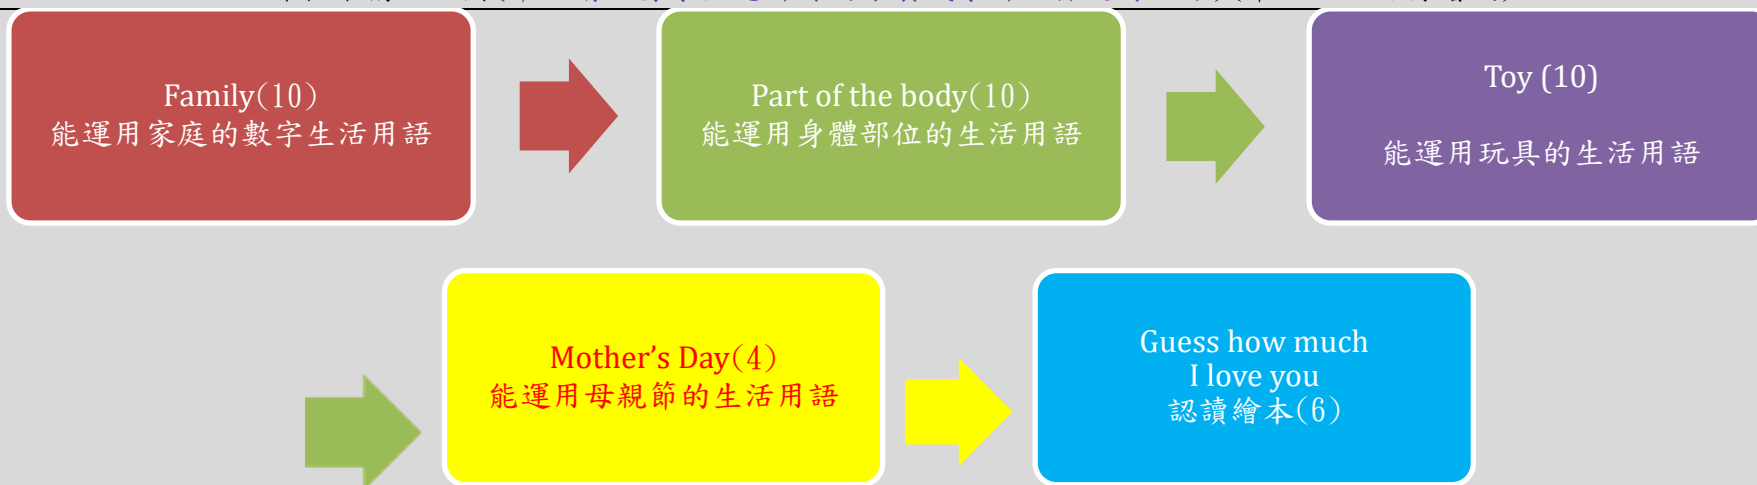 Family(10)
能運用家庭的數字生活用語
Part of the body(10)
能運用身體部位的生活用語
Toy (10)
能運用玩具的生活用語
Mother’s Day(4)
能運用母親節的生活用語
Guess how much
I love you
認讀繪本(6)